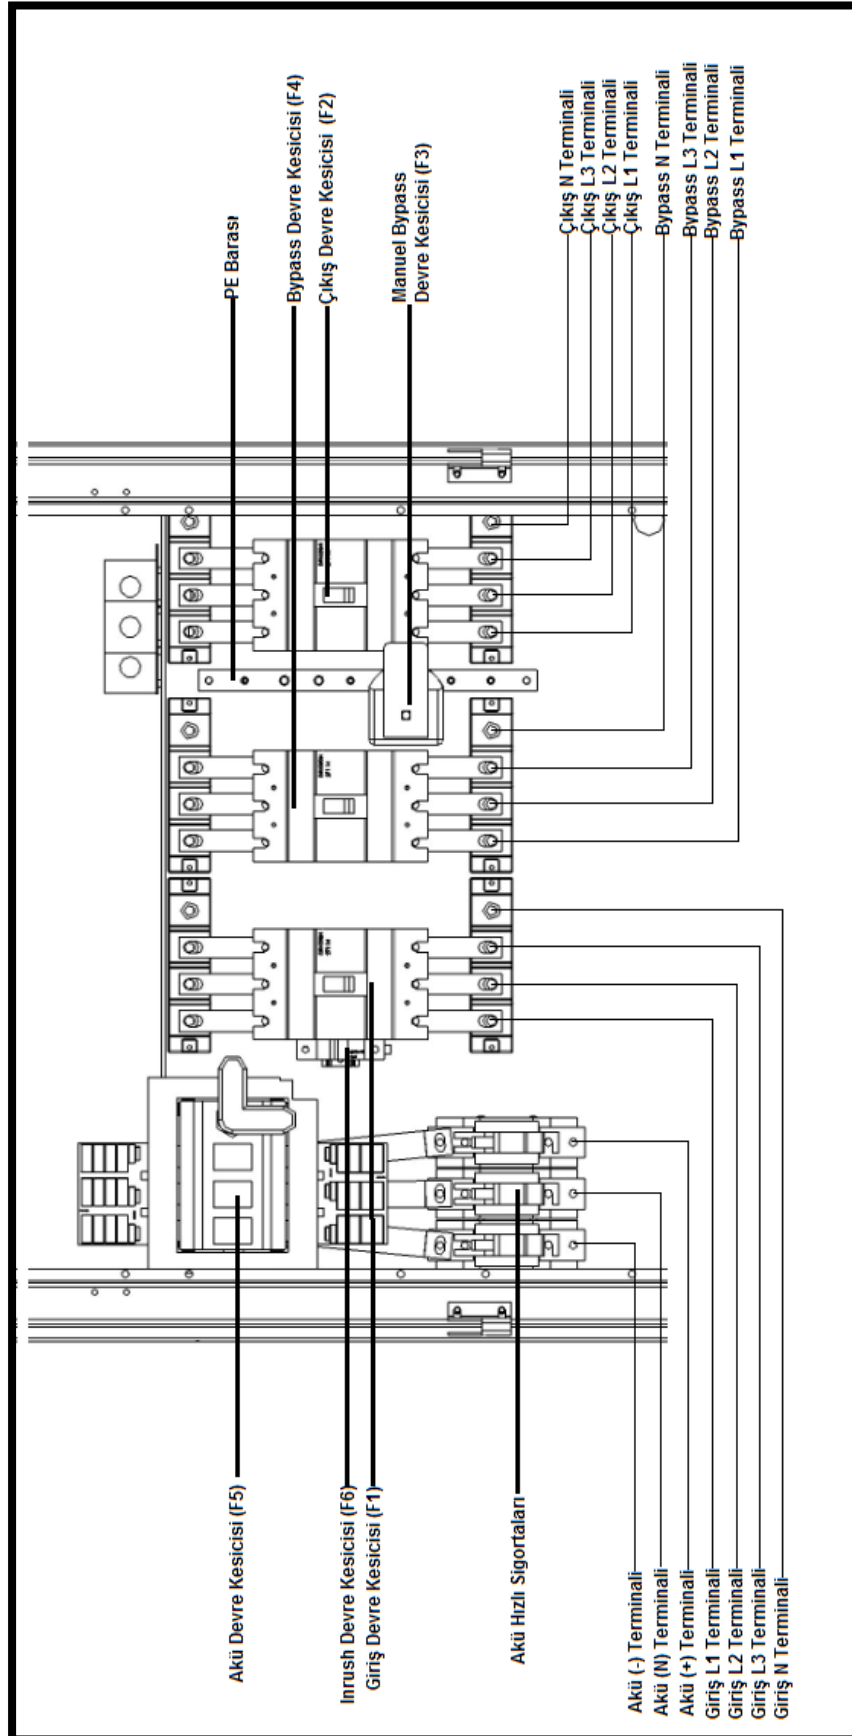 PE Barası
Bypass Devre Kesicisi (F4)
Çıkış Devre Kesicisi (F2)
Manuel Bypass
Devre Kesicisi (F3)
Çıkış N Terminali
Çıkış L3 Terminali
Çıkış L2 Terminali
Çıkış L1 Terminali
Bypass N Terminali
Bypass L3 Terminali
Bypass L2 Terminali
Bypass L1 Terminali
Akü Devre Kesicisi (F5)
Inrush Devre Kesicisi (F6)
Giriş Devre Kesicisi (F1)
Akü Hızlı Sigortaları
Akü (-) Terminali
Akü (N) Terminali
Akü (+) Terminali
Giriş L1 Terminali
Giriş L2 Terminali
Giriş L3 Terminali
Giriş N Terminali